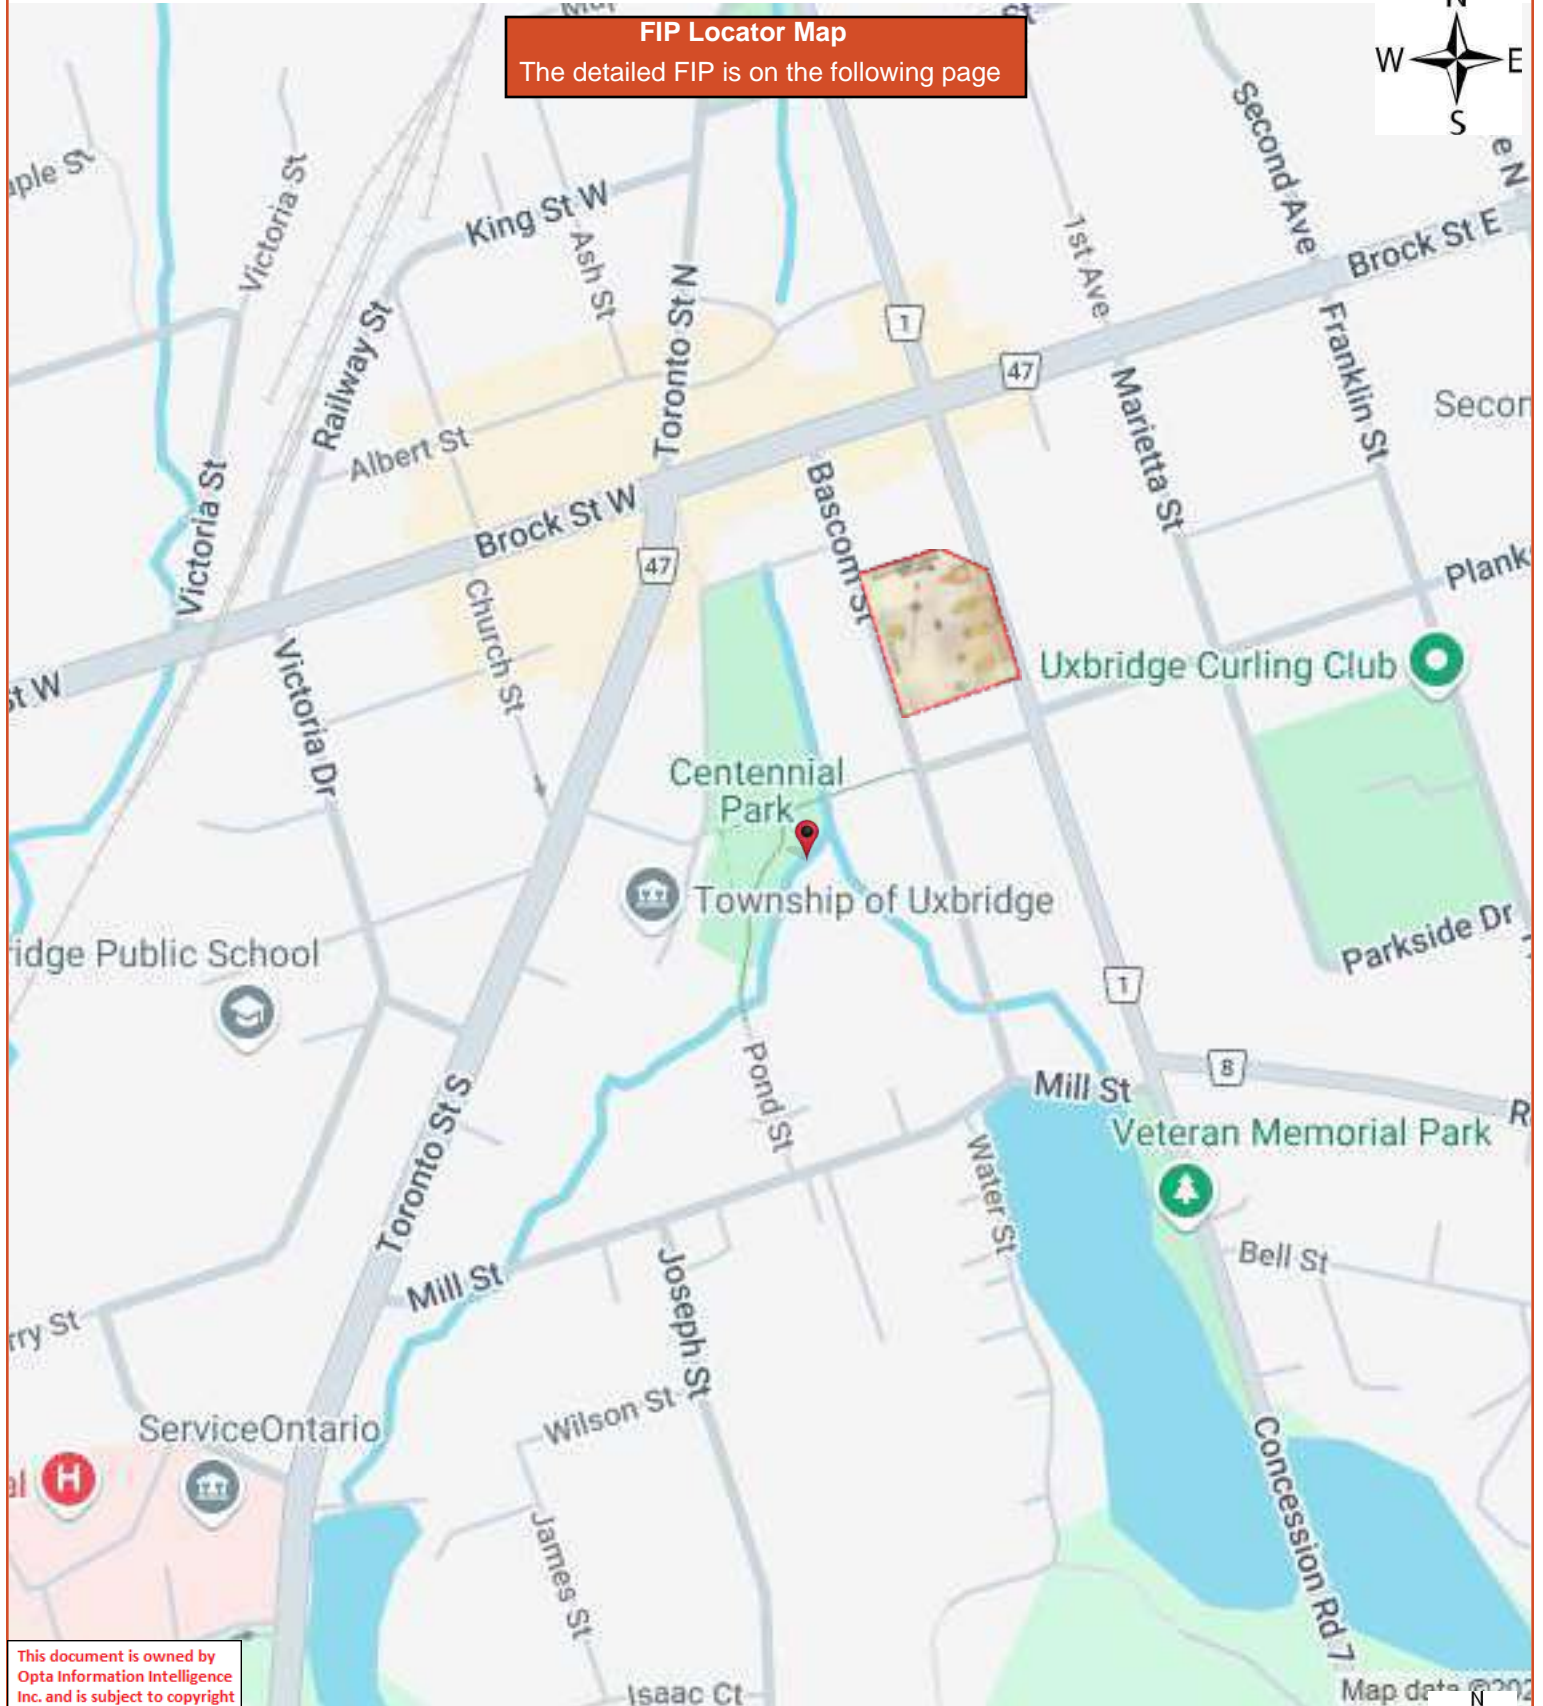 N
FIP Locator Map
The detailed FIP is on the following page
W
E
S
Second Ave
e N
Victoria St
King St W
Ash St
Toronto St N
1st Ave
Brock St E
1
Railway St
47
Franklin St
Marietta St
Albert St
Victoria St
Brock St W
Bascom St
47
Church St
Victoria Dr
St W
Uxbridge Curling Club
Centennial
Park
Township of Uxbridge
Parkside Dr
1
Pond St
8
Mill St
Veteran Memorial Park
Toronto St S
Water St
Bell St
Mill St
Joseph St
ServiceOntario
Wilson St
H
James St
Concession Rd 7
This document is owned by
Opta Information Intelligence
Inc. and is subject to copyright
Isaac Ct
Map data
N